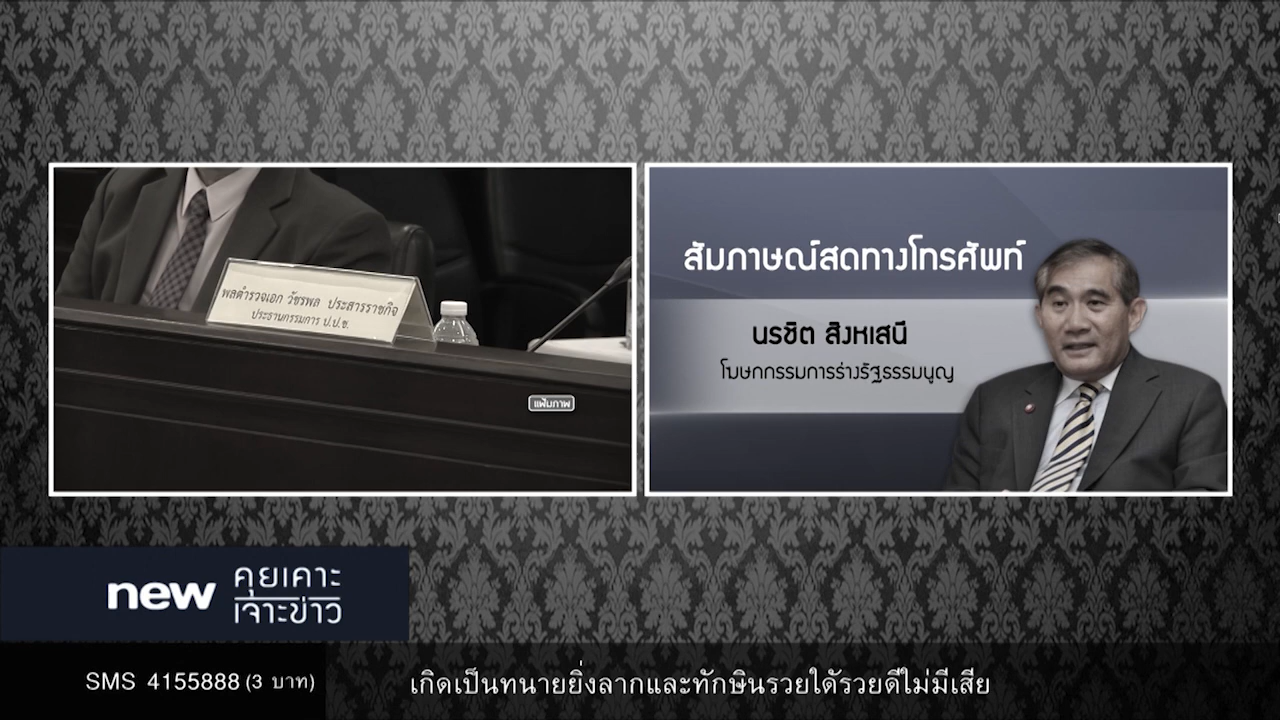 พลตำรวจเอก วัชรพล ประสารราชกิจ
ประธานกรรมการ ป.ป.ช.
แฟ้มภาพ
สัมภาษณ์สดทางโทรศัพท์
นรชิต สิงหเสนี
โฆษกกรรมการร่างรัฐธรรมนูญ
new คุยเคาะ
เจาะข่าว
SMS 4155888 (3 บาท)
เกิดเป็นทนายยิ่งลากและทักษินรวยใด้รวยดีไม่มีเสีย